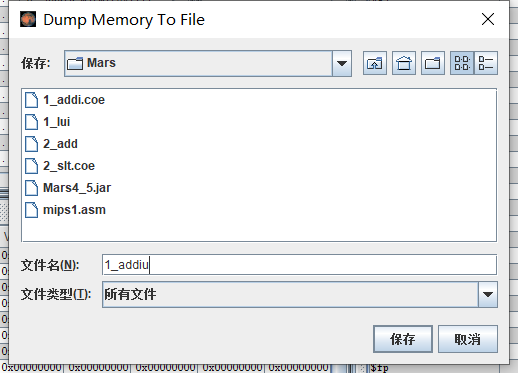 Dump Memory To File
保存:
Mars
1_addi.coe
1_lui
2_add
2_slt.coe
Mars4_5.jar
mips1.asm
文件名(N):
1_addiu
文件类型(T):
所有文件
保存
取消
0x00000000 0x00000000 0x00000000 0x00000000 0x00000000
$fp